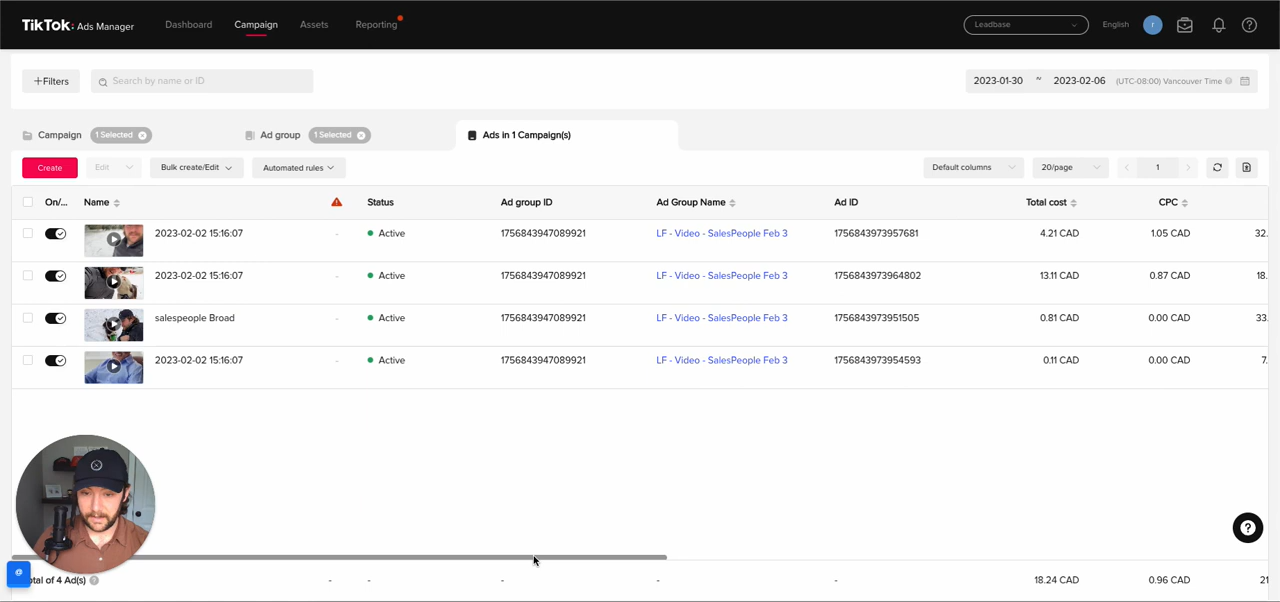 TikTok: Ads Manager Dashboard Campaign Assets Reporting Leadbase English r
+Filters Search by name or ID 2023-01-30 ~ 2023-02-06 (UTC-08:00) Vancouver Time
Campaign 1 Selected Ad group 1 Selected Ads in 1 Campaign(s)
Create Edit Bulk create/Edit Automated rules Default columns 20/page 1
On/... Name Status Ad group ID Ad Group Name Ad ID Total cost CPC
2023-02-02 15:16:07 - Active 1756843947089921 LF - Video - SalesPeople Feb 3 1756843973957681 4.21 CAD 1.05 CAD 32.
2023-02-02 15:16:07 - Active 1756843947089921 LF - Video - SalesPeople Feb 3 1756843973964802 13.11 CAD 0.87 CAD 18.
salespeople Broad - Active 1756843947089921 LF - Video - SalesPeople Feb 3 1756843973951505 0.81 CAD 0.00 CAD 33.
2023-02-02 15:16:07 - Active 1756843947089921 LF - Video - SalesPeople Feb 3 1756843973954593 0.11 CAD 0.00 CAD 7.
@
otal of 4 Ad(s) ? - - - - - 18.24 CAD 0.96 CAD 21